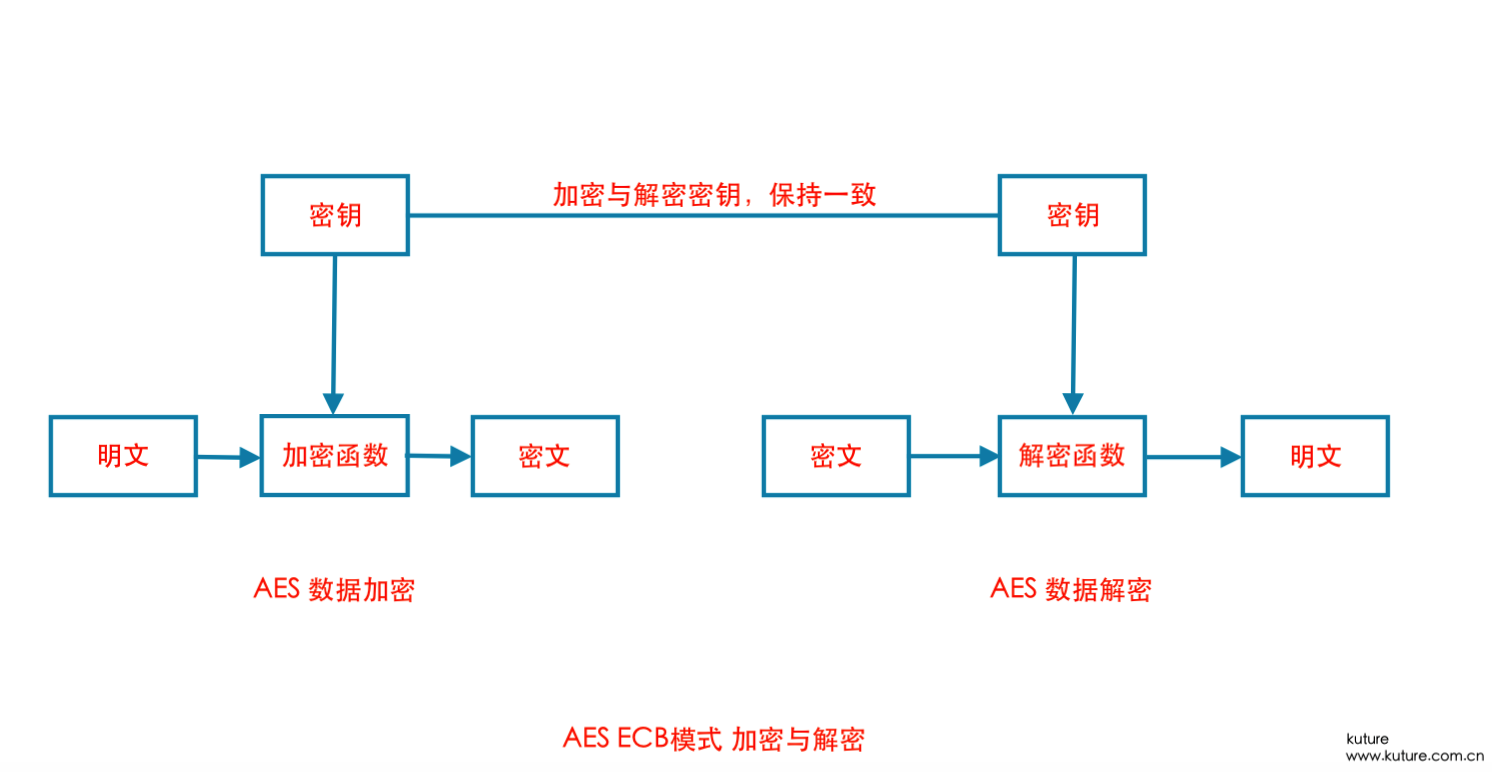 密钥
加密与解密密钥，保持一致
密钥
明文
加密函数
密文
密文
解密函数
明文
AES 数据加密
AES 数据解密
AES ECB模式 加密与解密
kuture
www.kuture.com.cn